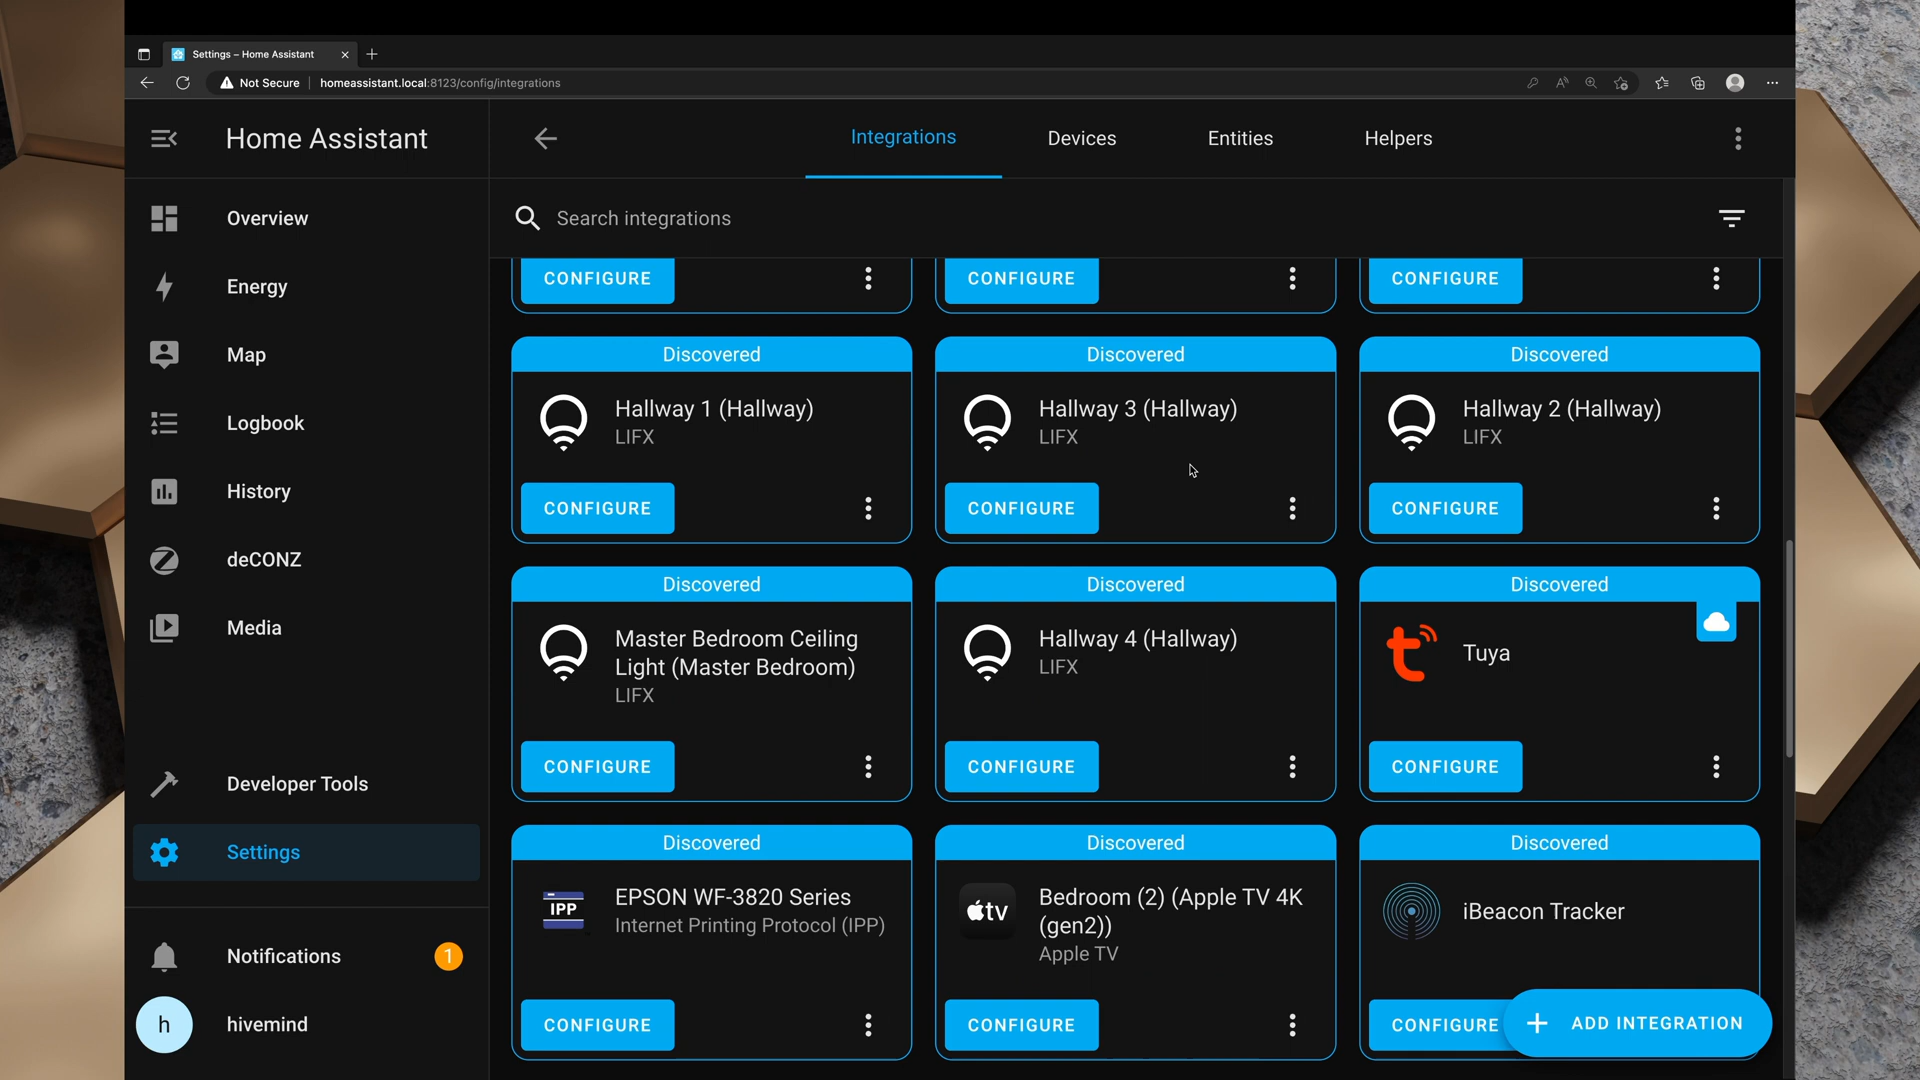 Settings – Home Assistant
Not Secure
homeassistant.local:8123/config/integrations
Home Assistant
Integrations
Devices
Entities
Helpers
Search integrations
Overview
Energy
Map
Logbook
History
deCONZ
Media
Developer Tools
Settings
Notifications
1
h
hivemind
CONFIGURE
CONFIGURE
CONFIGURE
Discovered
Hallway 1 (Hallway)
LIFX
CONFIGURE
Discovered
Hallway 3 (Hallway)
LIFX
CONFIGURE
Discovered
Hallway 2 (Hallway)
LIFX
CONFIGURE
Discovered
Master Bedroom Ceiling
Light (Master Bedroom)
LIFX
CONFIGURE
Discovered
Hallway 4 (Hallway)
LIFX
CONFIGURE
Discovered
Tuya
CONFIGURE
Discovered
IPP
EPSON WF-3820 Series
Internet Printing Protocol (IPP)
CONFIGURE
Discovered
tv
Bedroom (2) (Apple TV 4K
(gen2))
Apple TV
CONFIGURE
Discovered
iBeacon Tracker
CONFIGURE
ADD INTEGRATION